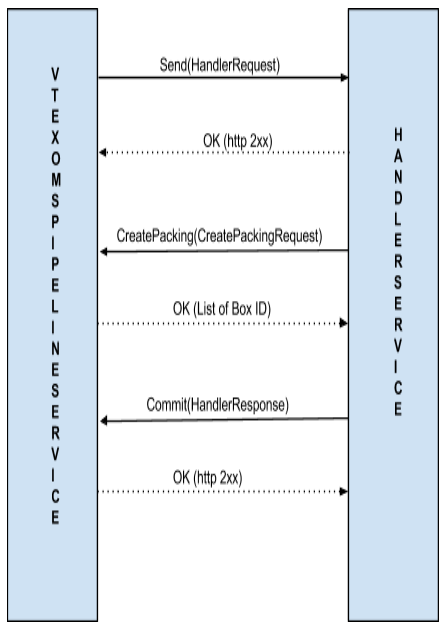 VTEXOMSPIPELINESERVICE
Send(HandlerRequest)
OK (http 2xx)
CreatePacking(CreatePackingRequest)
OK (List of Box ID)
Commit(HandlerResponse)
OK (http 2xx)
HANDLERSERVICE